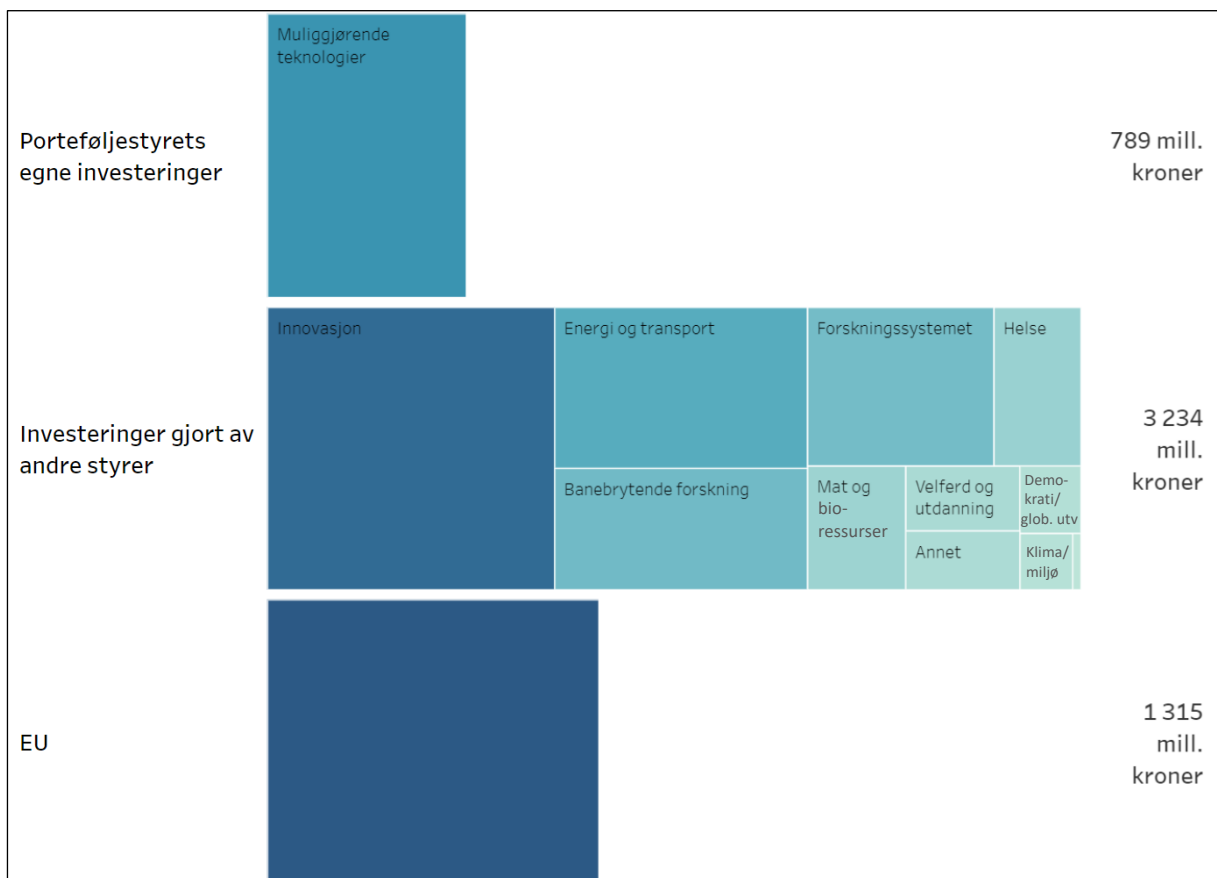 Muliggjørende
teknologier
Porteføljestyrets
egne investeringer
789 mill.
kroner
Innovasjon
Energi og transport
Forskningssystemet
Helse
Investeringer gjort av
andre styrer
Banebrytende forskning
Mat og
bio-
ressurser
Velferd og
utdanning
Annet
Demo-
krati/
glob. utv
Klima/
miljø
3 234
mill.
kroner
EU
1 315
mill.
kroner